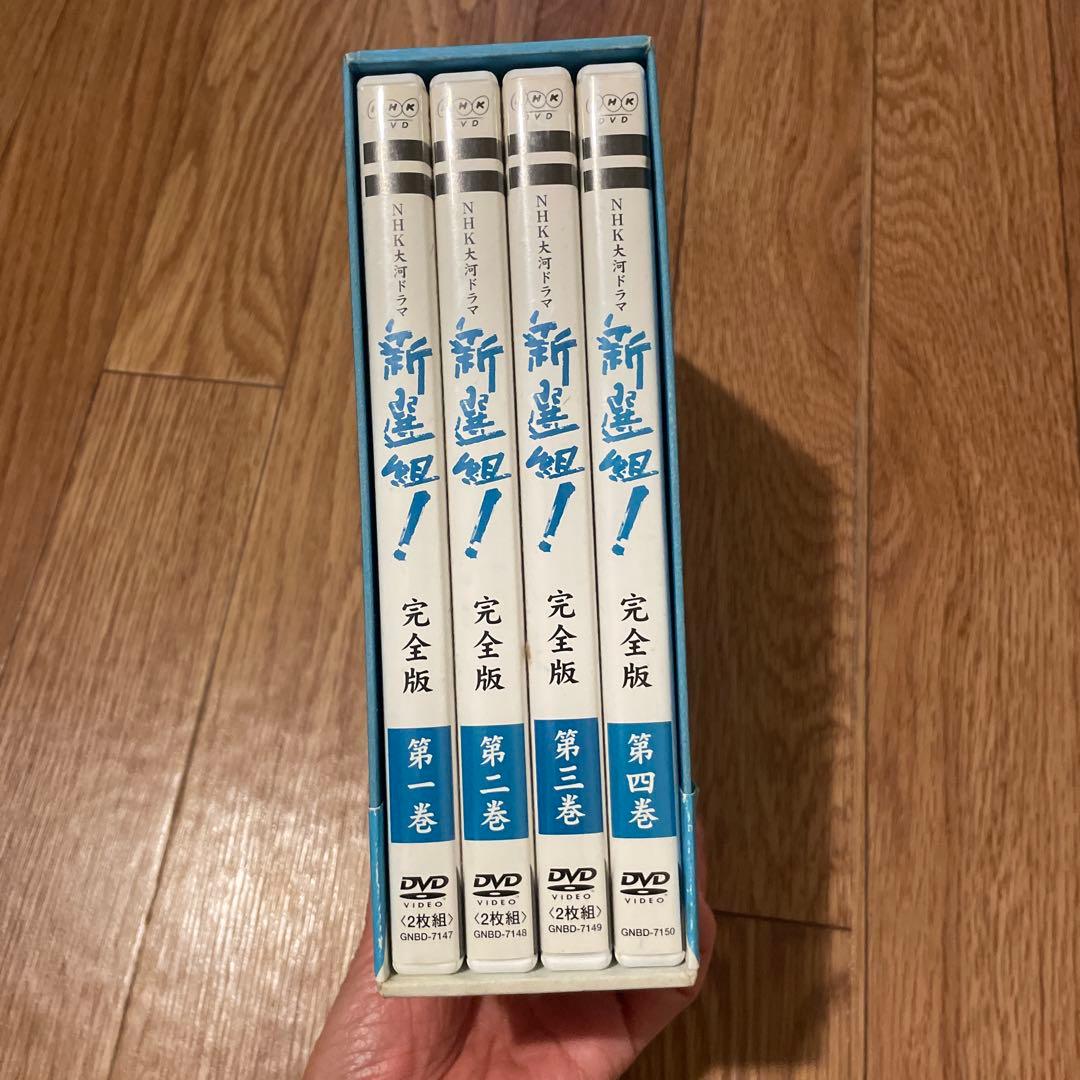 NHK
DVD
NHK大河ドラマ
新選組!
完全版
第一巻
DVD
VIDEO™
〈2枚組〉
GNBD-7147
NHK
DVD
NHK大河ドラマ
新選組!
完全版
第二巻
DVD
VIDEO™
〈2枚組〉
GNBD-7148
NHK
DVD
NHK大河ドラマ
新選組!
完全版
第三巻
DVD
VIDEO™
〈2枚組〉
GNBD-7149
NHK
DVD
NHK大河ドラマ
新選組!
完全版
第四巻
DVD
VIDEO™
GNBD-7150